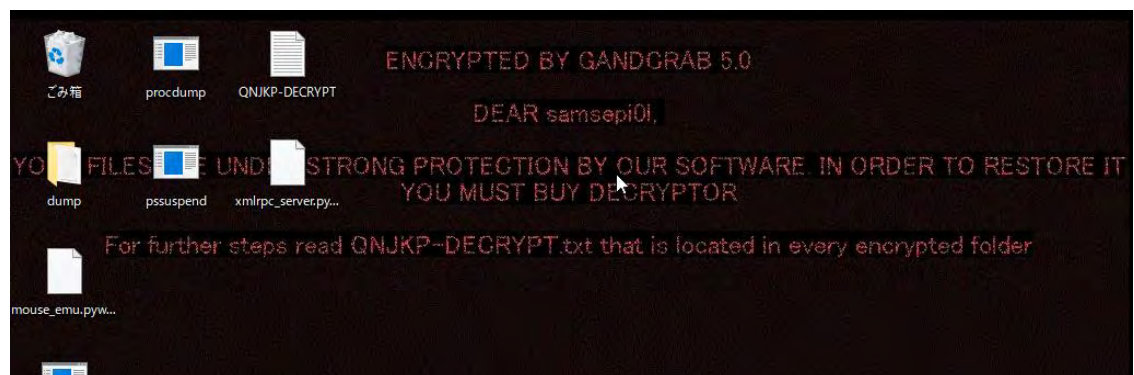 ENCRYPTED BY GANDCRAB 5.0
DEAR samsepi0l,
FILES UNDER STRONG PROTECTION BY OUR SOFTWARE. IN ORDER TO RESTORE IT
YOU MUST BUY DECRYPTOR
For further steps read QNJKP-DECRYPT.txt that is located in every encrypted folder
ごみ箱
procdump
QNJKP-DECRYPT
dump
pssuspend
xmlrpc_server.py...
mouse_emu.pyw...